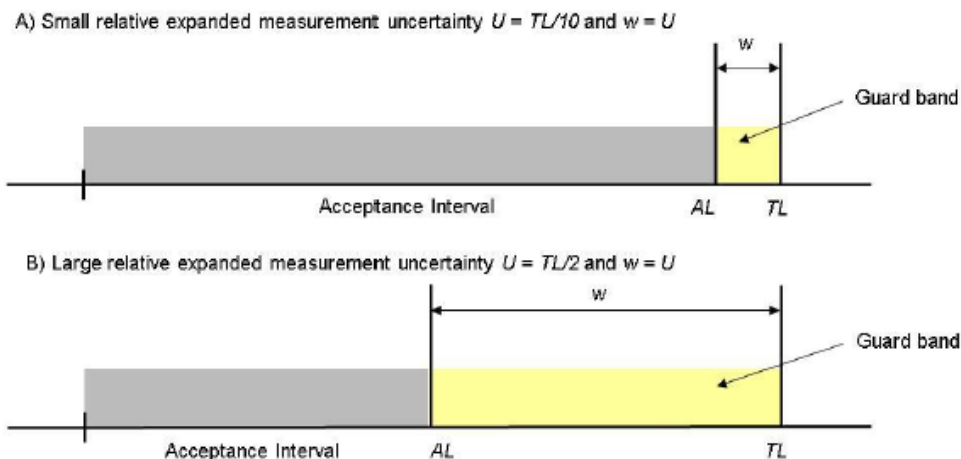 A) Small relative expanded measurement uncertainty U = TL/10 and w = U
w
Guard band
Acceptance Interval
AL
TL
B) Large relative expanded measurement uncertainty U = TL/2 and w = U
w
Guard band
Acceptance Interval
AL
TL